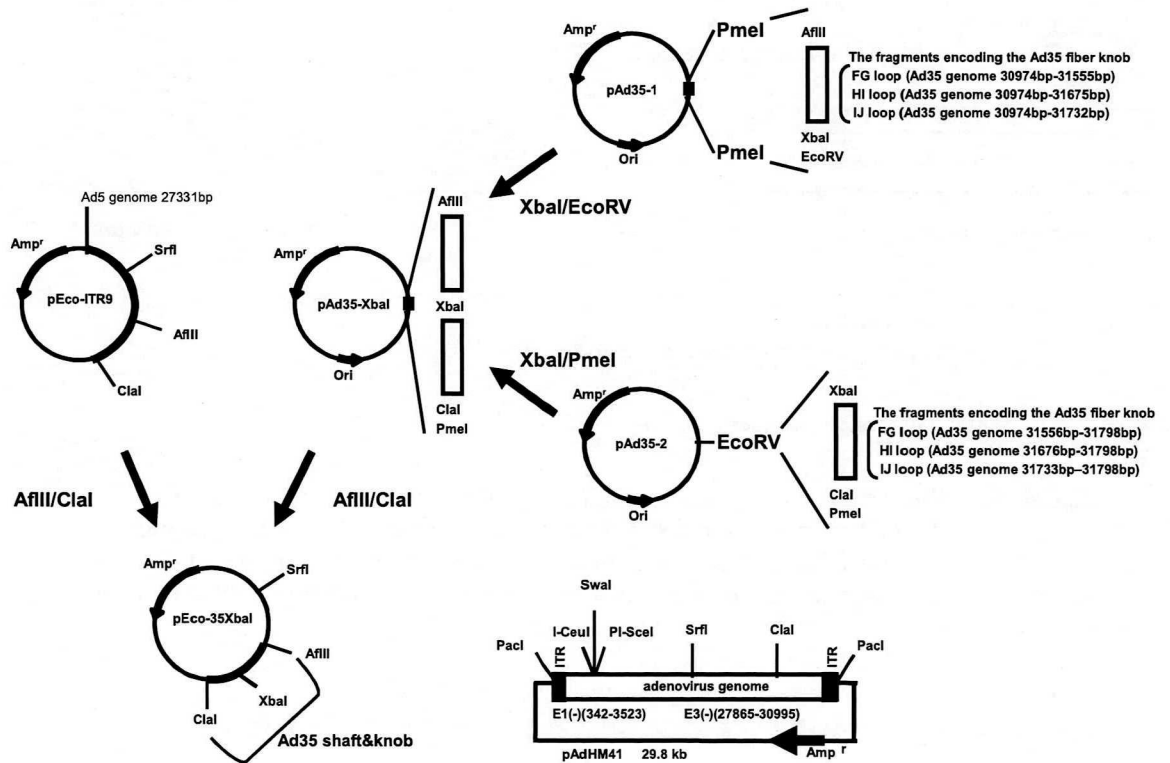 Ampʳ
pAd35-1
Ori
PmeI
PmeI
AflII
XbaI
EcoRV
The fragments encoding the Ad35 fiber knob
FG loop (Ad35 genome 30974bp-31555bp)
HI loop (Ad35 genome 30974bp-31675bp)
IJ loop (Ad35 genome 30974bp-31732bp)
XbaI/EcoRV
Ad5 genome 27331bp
Ampʳ
SrfI
pEco-ITR9
AflII
ClaI
Ampʳ
pAd35-XbaI
Ori
AflII
XbaI
ClaI
PmeI
XbaI/PmeI
Ampʳ
pAd35-2
EcoRV
Ori
XbaI
ClaI
PmeI
The fragments encoding the Ad35 fiber knob
FG loop (Ad35 genome 31556bp-31798bp)
HI loop (Ad35 genome 31676bp-31798bp)
IJ loop (Ad35 genome 31733bp–31798bp)
AflII/ClaI
AflII/ClaI
Ampʳ
SrfI
pEco-35XbaI
AflII
XbaI
ClaI
Ad35 shaft&knob
SwaI
I-CeuI
PI-SceI
SrfI
ClaI
PacI
ITR
ITR
PacI
adenovirus genome
E1(-)(342-3523)
E3(-)(27865-30995)
pAdHM41 29.8 kb
Amp ʳ